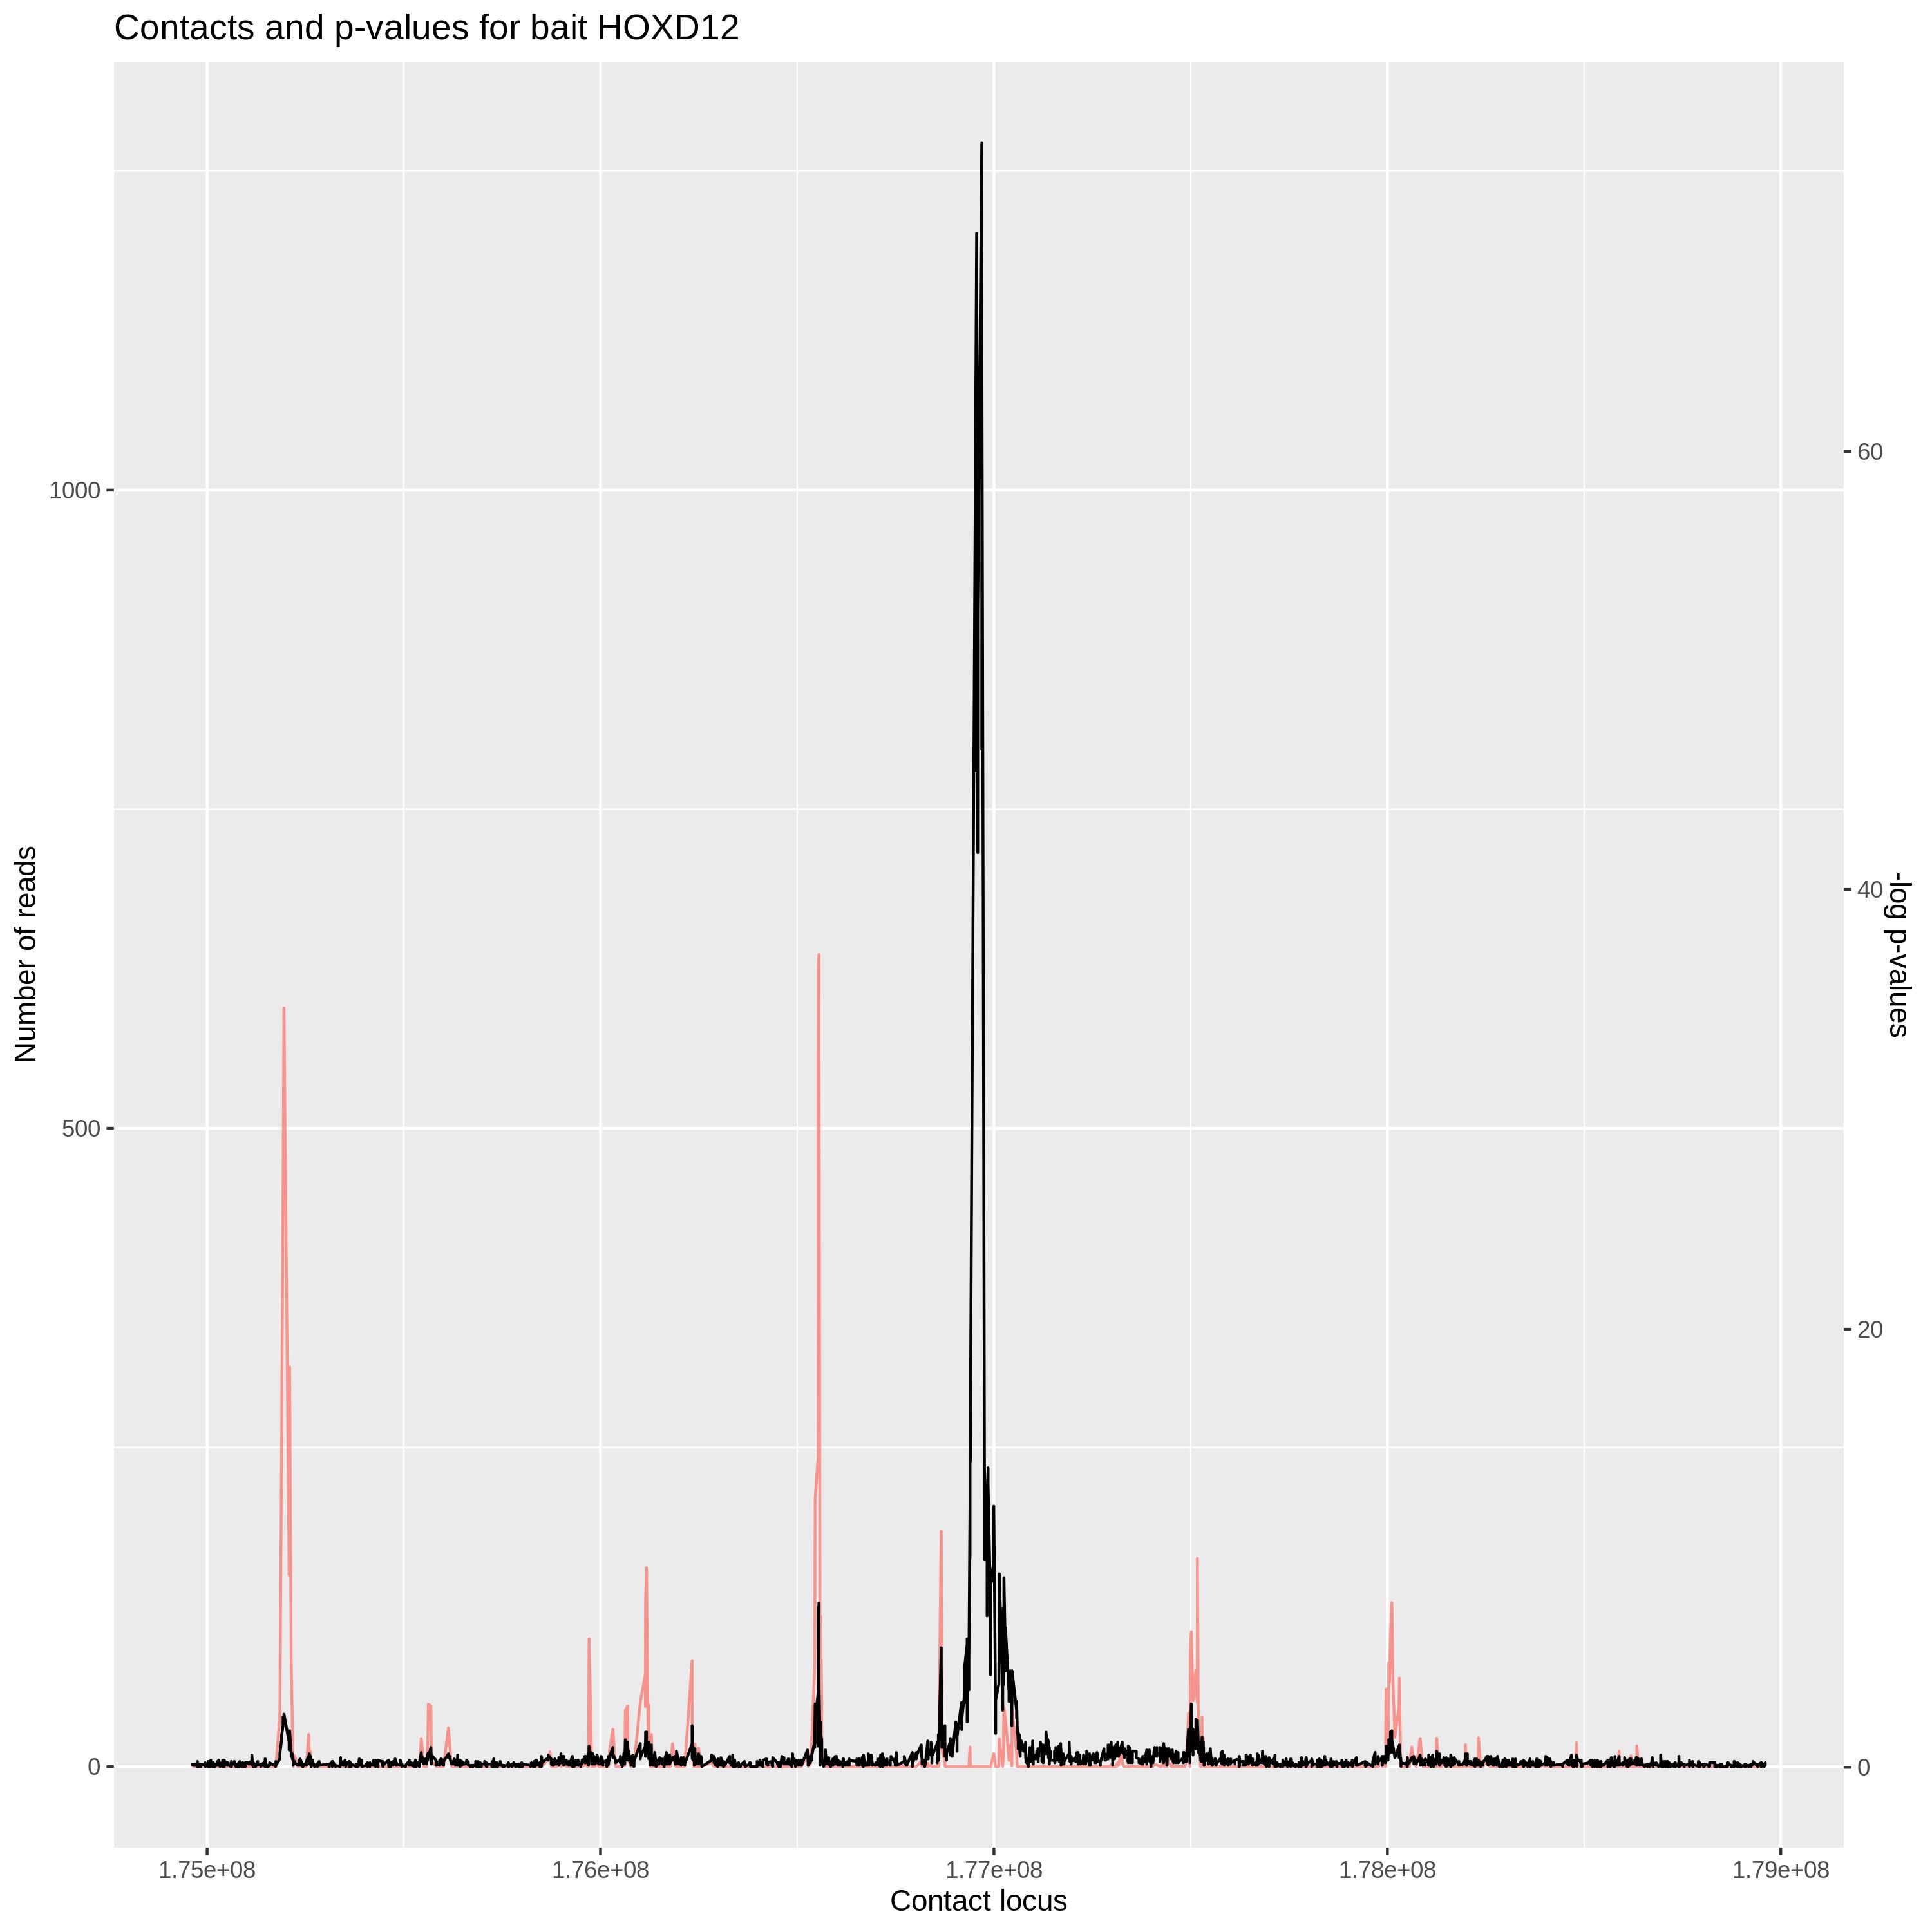 Contacts and p-values for bait HOXD12
Number of reads
1000
500
0
60
40
20
0
-log p-values
1.75e+08 1.76e+08 1.77e+08 1.78e+08 1.79e+08
Contact locus